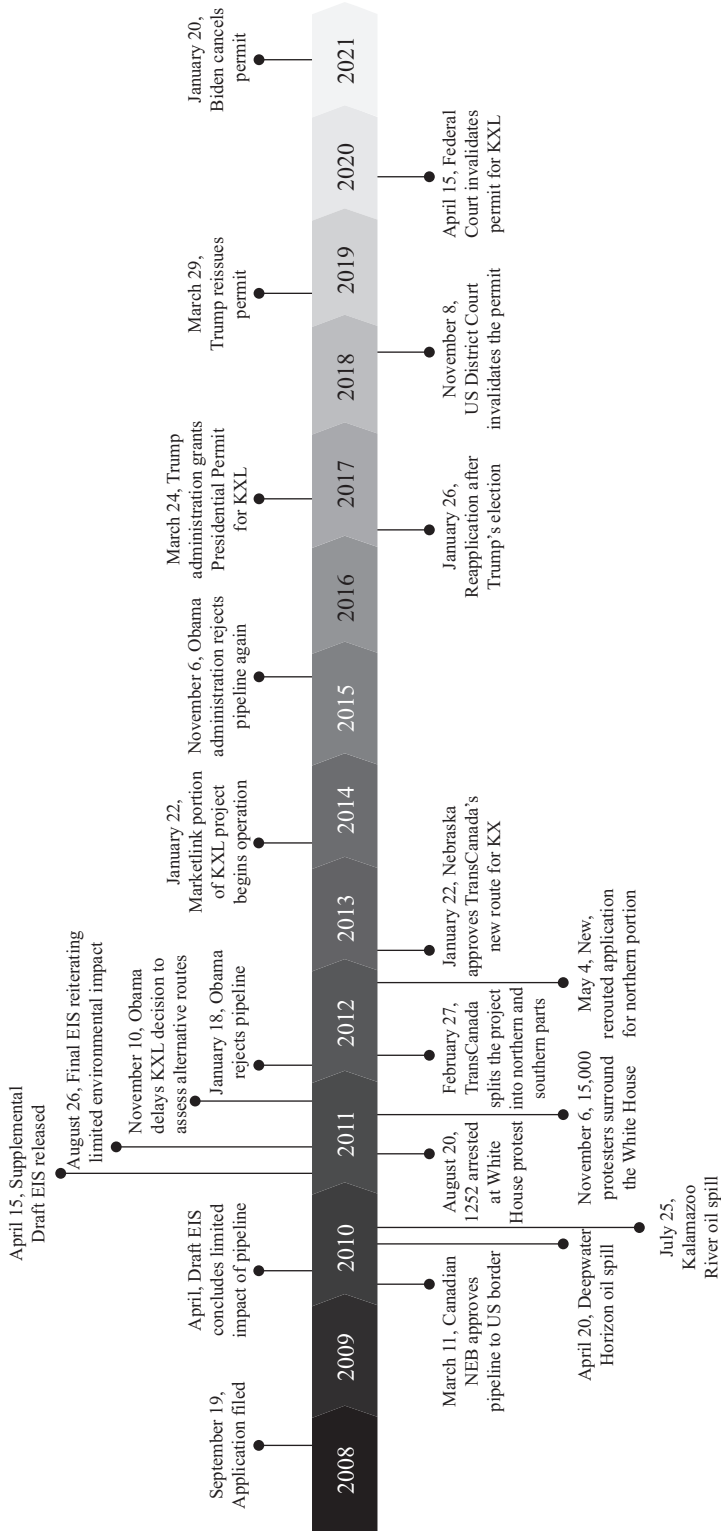 September 19,
Application filed
April, Draft EIS
concludes limited
impact of pipeline
April 15, Supplemental
Draft EIS released
August 26, Final EIS reiterating
limited environmental impact
November 10, Obama
delays KXL decision to
assess alternative routes
January 18, Obama
rejects pipeline
January 22,
Marketlink portion
of KXL project
begins operation
November 6, Obama
administration rejects
pipeline again
March 24, Trump
administration grants
Presidential Permit
for KXL
March 29,
Trump reissues
permit
January 20,
Biden cancels
permit
2008
2009
2010
2011
2012
2013
2014
2015
2016
2017
2018
2019
2020
2021
March 11, Canadian
NEB approves
pipeline to US border
April 20, Deepwater
Horizon oil spill
July 25,
Kalamazoo
River oil spill
August 20,
1252 arrested
at White
House protest
November 6, 15,000
protesters surround
the White House
February 27,
TransCanada
splits the project
into northern and
southern parts
May 4, New,
rerouted application
for northern portion
January 22, Nebraska
approves TransCanada's
new route for KX
January 26,
Reapplication after
Trump's election
November 8,
US District Court
invalidates the permit
April 15, Federal
Court invalidates
permit for KXL